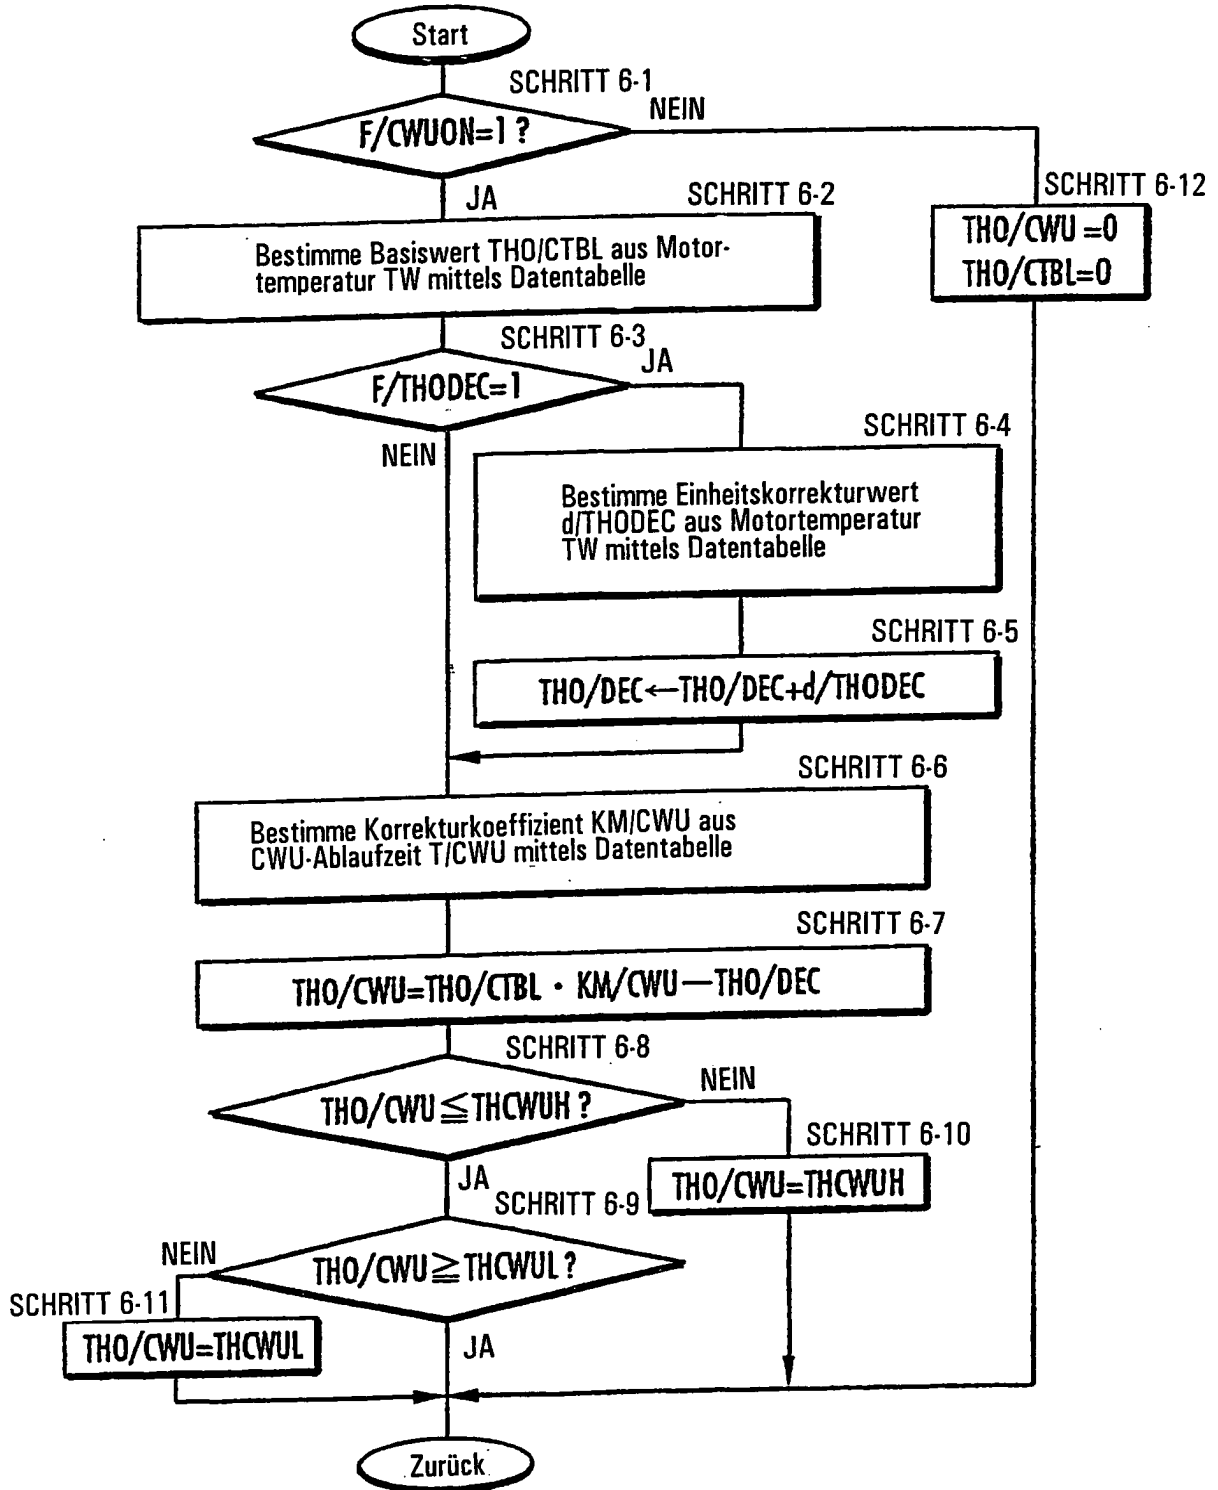 Start
SCHRITT 6-1
F/CWUON=1 ?
NEIN
JA
SCHRITT 6-2
Bestimme Basiswert THO/CTBL aus Motor-
temperatur TW mittels Datentabelle
SCHRITT 6-12
THO/CWU =0
THO/CTBL=0
SCHRITT 6-3
F/THODEC=1
JA
NEIN
SCHRITT 6-4
Bestimme Einheitskorrekturwert
d/THODEC aus Motortemperatur
TW mittels Datentabelle
SCHRITT 6-5
THO/DEC←THO/DEC+d/THODEC
SCHRITT 6-6
Bestimme Korrekturkoeffizient KM/CWU aus
CWU-Ablaufzeit T/CWU mittels Datentabelle
SCHRITT 6-7
THO/CWU=THO/CTBL · KM/CWU—THO/DEC
SCHRITT 6-8
THO/CWU≦THCWUH ?
NEIN
JA
SCHRITT 6-10
THO/CWU=THCWUH
SCHRITT 6-9
THO/CWU≧THCWUL ?
NEIN
JA
SCHRITT 6-11
THO/CWU=THCWUL
Zurück